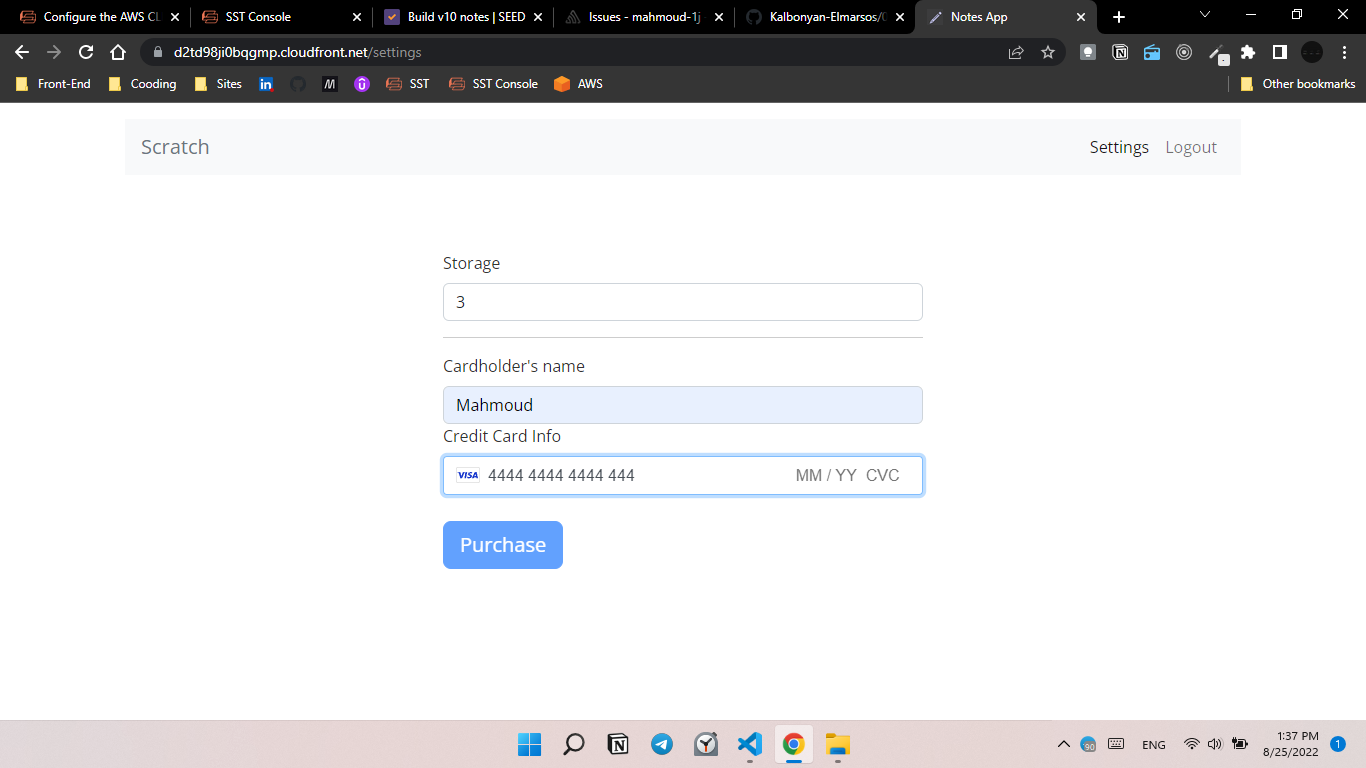 Configure the AWS CL
SST Console
Build v10 notes | SEED
Issues - mahmoud-1j
Kalbonyan-Elmarsos/
Notes App
d2td98ji0bqgmp.cloudfront.net/settings
Front-End
Cooding
Sites
in
M
SST
SST Console
AWS
Other bookmarks
Scratch
Settings
Logout
Storage
3
Cardholder's name
Mahmoud
Credit Card Info
VISA
4444 4444 4444 444
MM / YY
CVC
Purchase
90
ENG
1:37 PM
8/25/2022
1